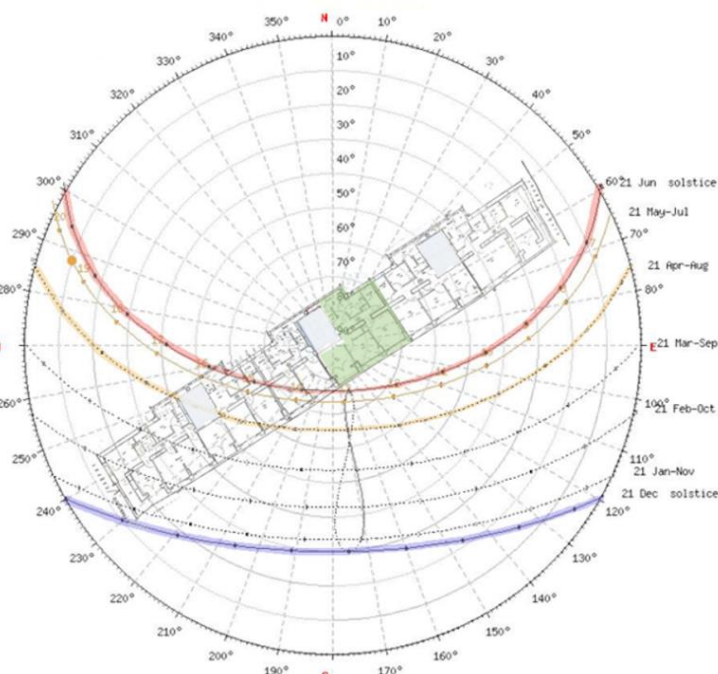 N
350° 0° 10°
340° 20°
330° 30°
320° 40°
310° 50°
300° 60° 21 Jun solstice
290° 70° 21 May-Jul
280° 80° 21 Apr-Aug
10°
20°
30°
40°
50°
60°
70°
E 21 Mar-Sep
260° 100° 21 Feb-Oct
250° 110° 21 Jan-Nov
240° 120° 21 Dec solstice
230° 130°
220° 140°
210° 150°
200° 160°
190° 170°